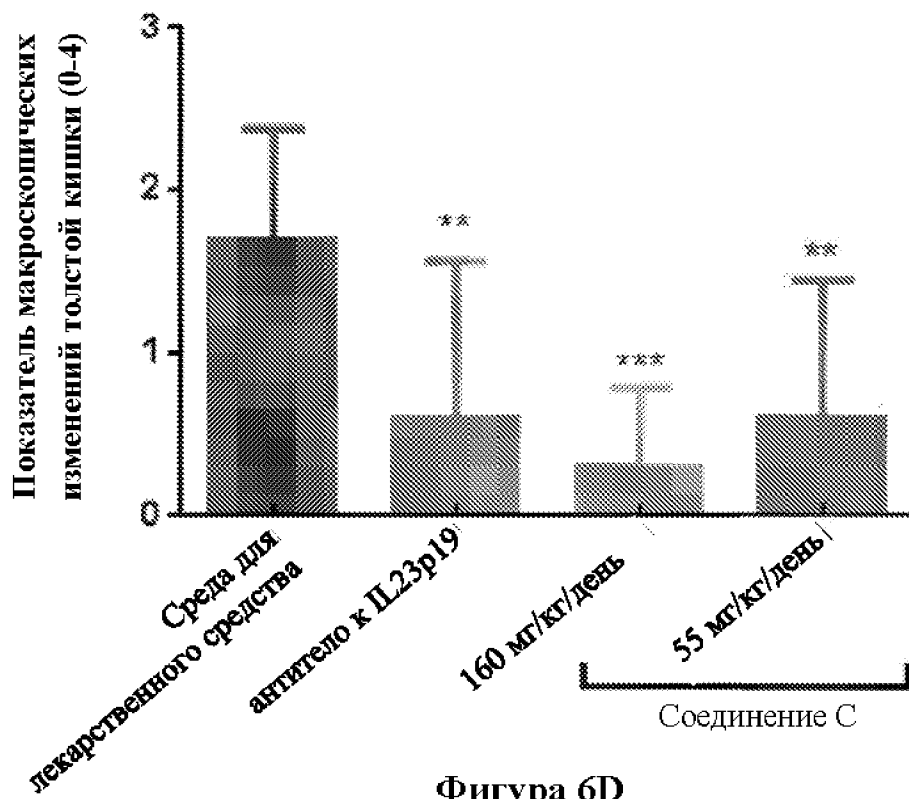 Показатель макроскопических
изменений толстой кишки (0-4)
3
2
1
0
**
***
**
Среда для
лекарственного средства
антитело к IL23p19
160 мг/кг/день
55 мг/кг/день
Соединение C
Фигура 6D